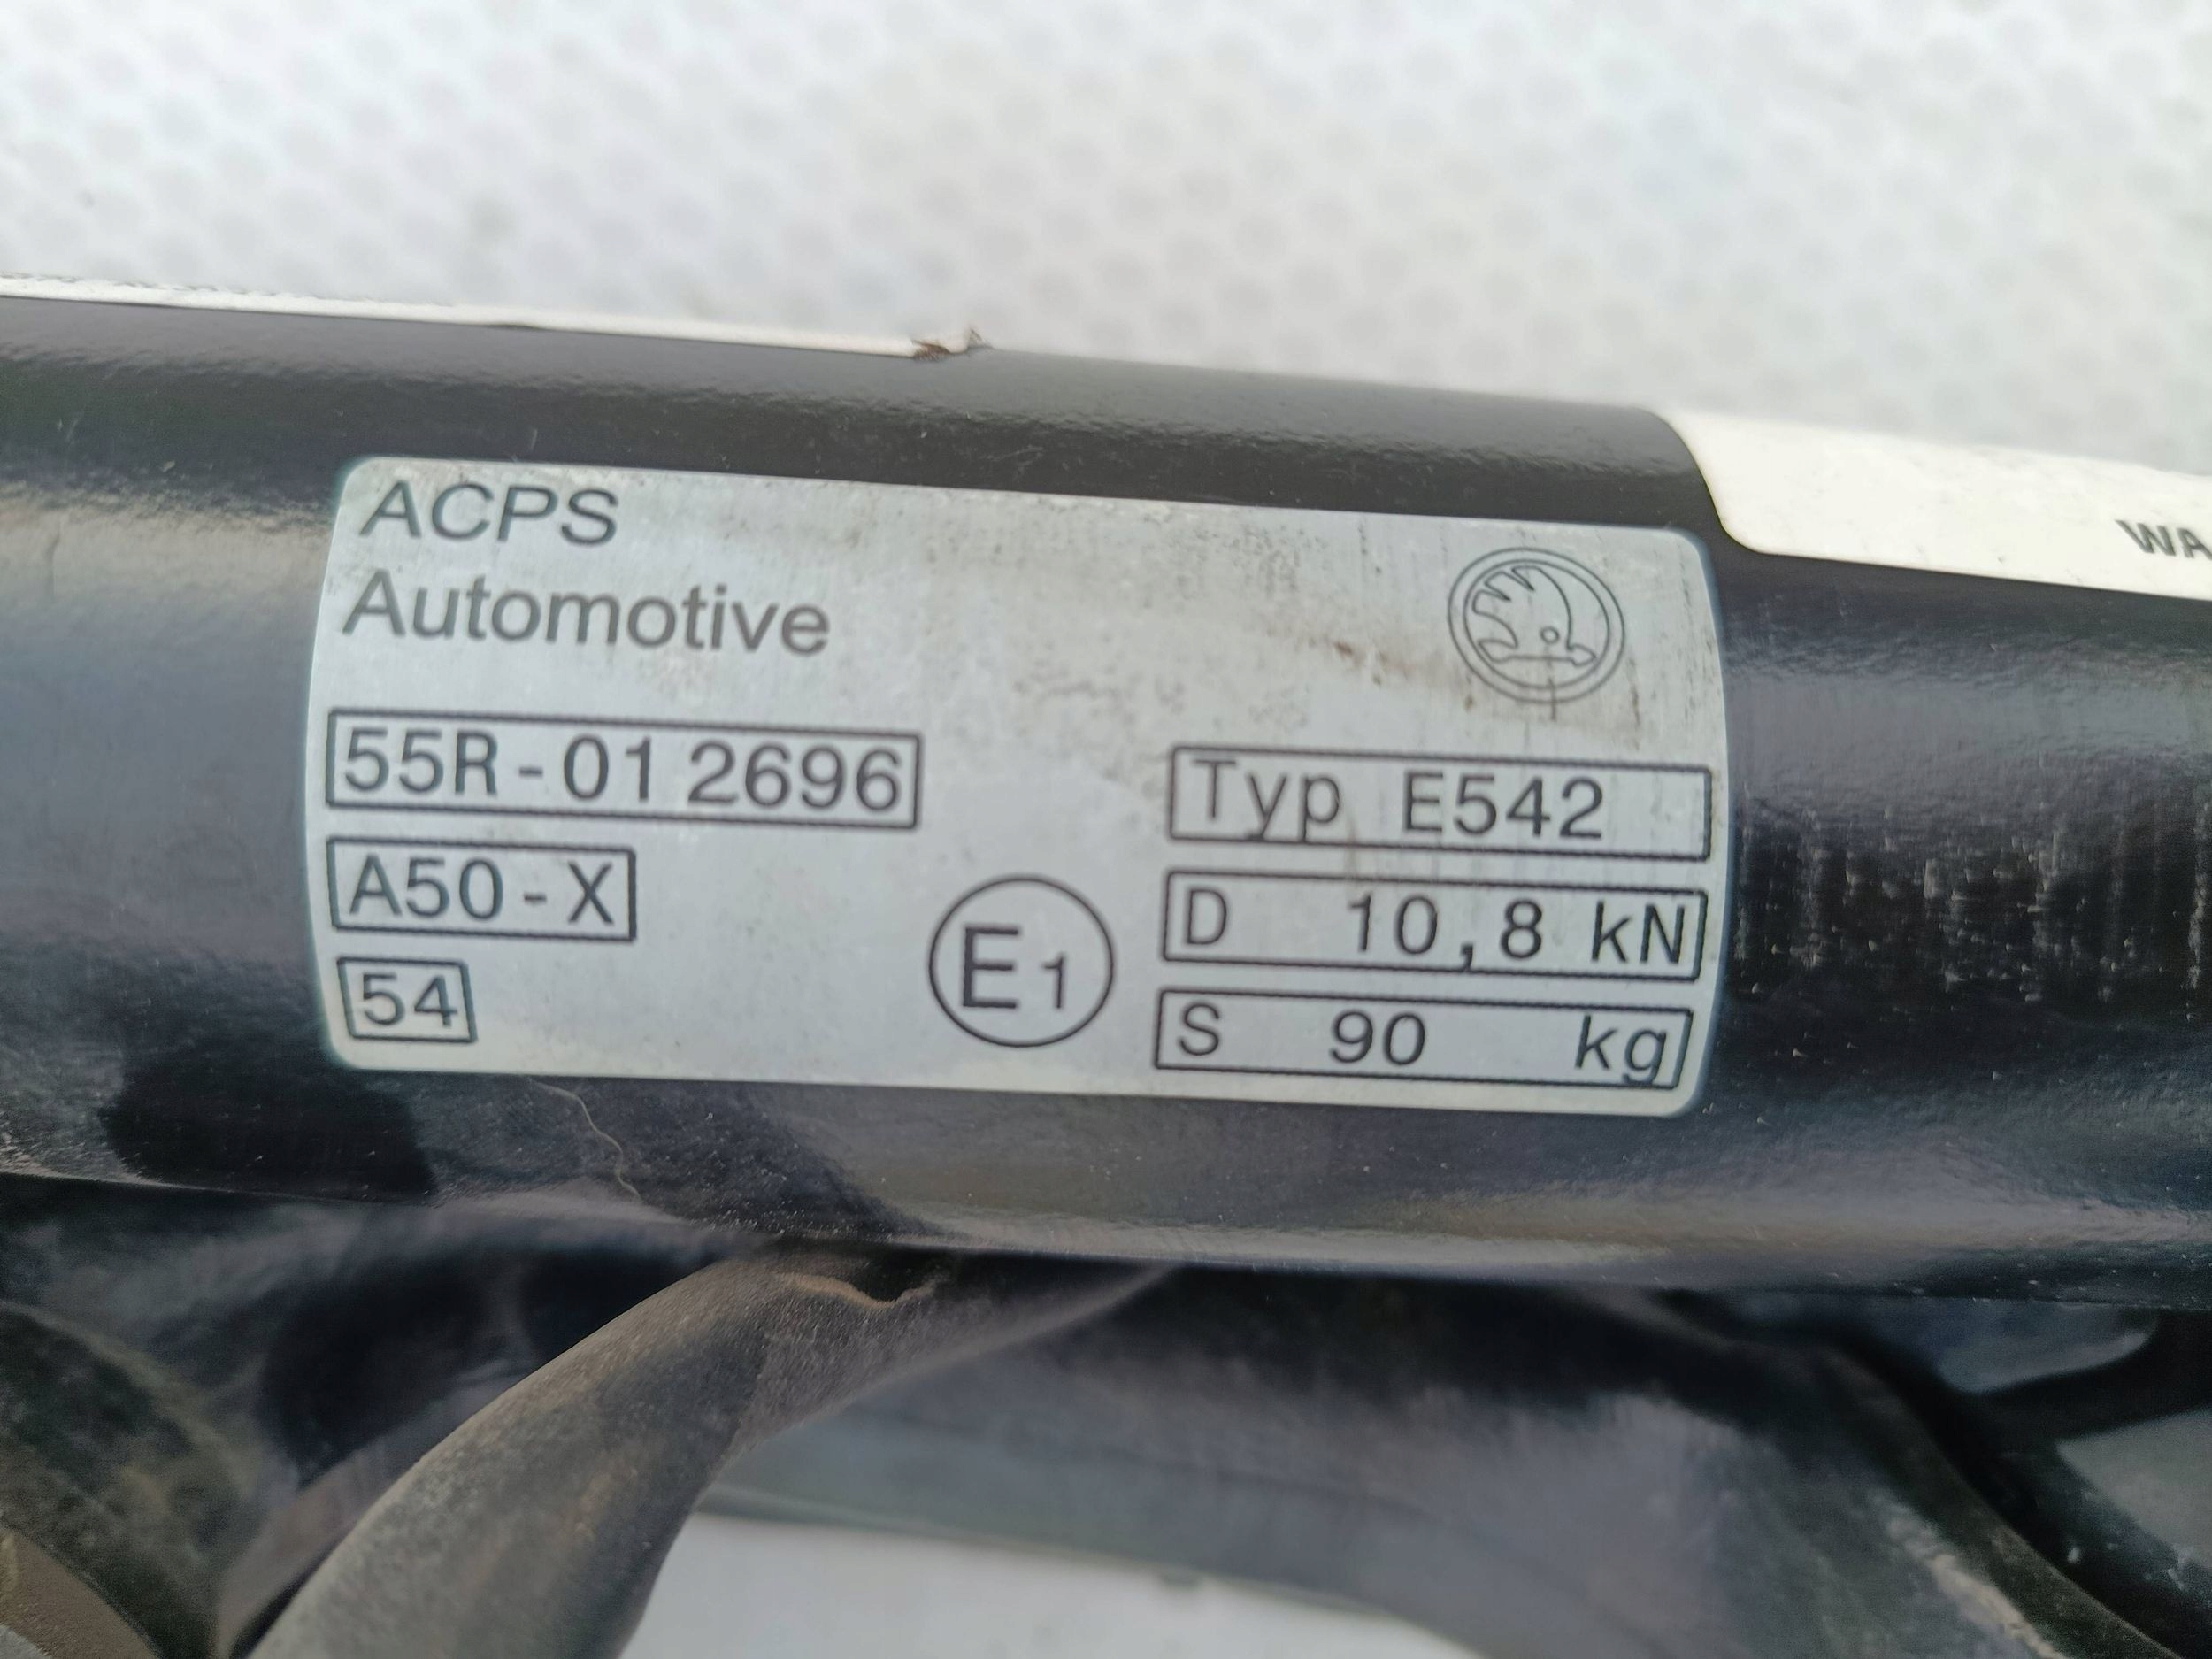 ACPS
Automotive
55R-01 2696
A50-X
54
E1
Typ E542
D 10,8 kN
S 90 kg